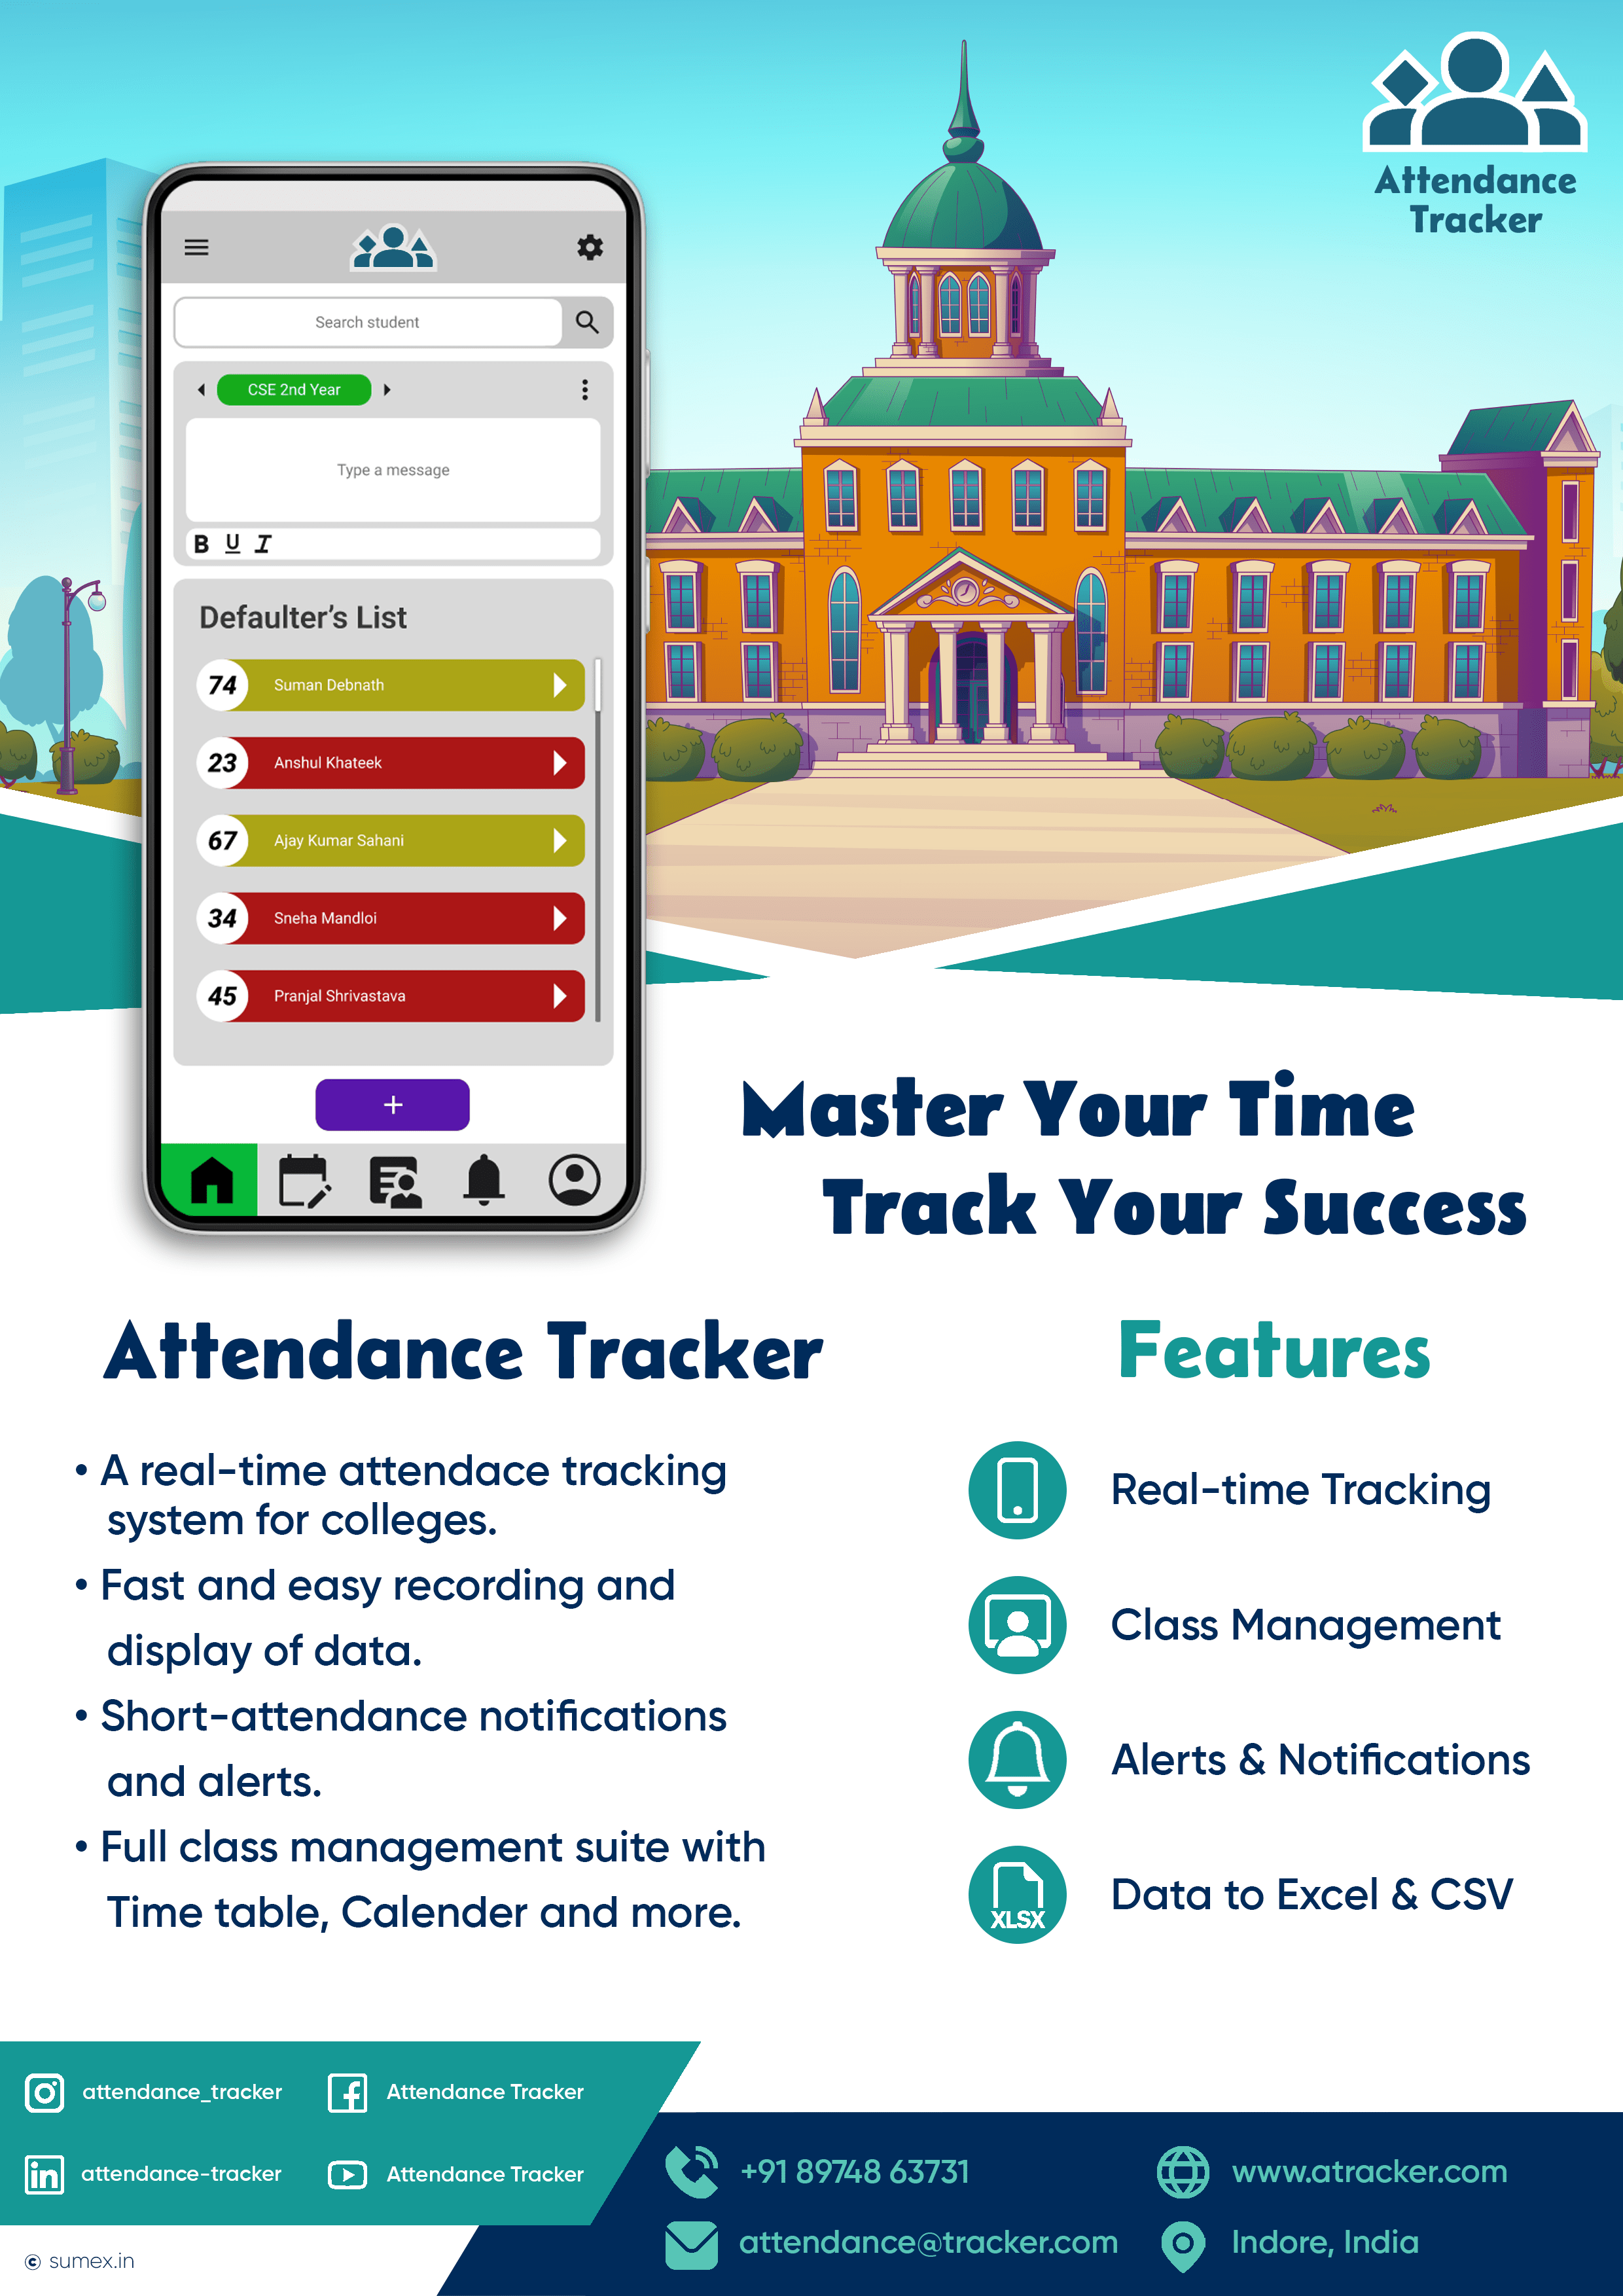 Attendance
Tracker
Search student
CSE 2nd Year
Type a message
B U I
Defaulter's List
74 Suman Debnath
23 Anshul Khateek
67 Ajay Kumar Sahani
34 Sneha Mandloi
45 Pranjal Shrivastava
+
Master Your Time
Track Your Success
Attendance Tracker
• A real-time attendace tracking
system for colleges.
• Fast and easy recording and
display of data.
• Short-attendance notifications
and alerts.
• Full class management suite with
Time table, Calender and more.
Features
Real-time Tracking
Class Management
Alerts & Notifications
XLSX
Data to Excel & CSV
attendance_tracker
Attendance Tracker
in
attendance-tracker
Attendance Tracker
© sumex.in
+91 89748 63731
www.atracker.com
attendance@tracker.com
Indore, India